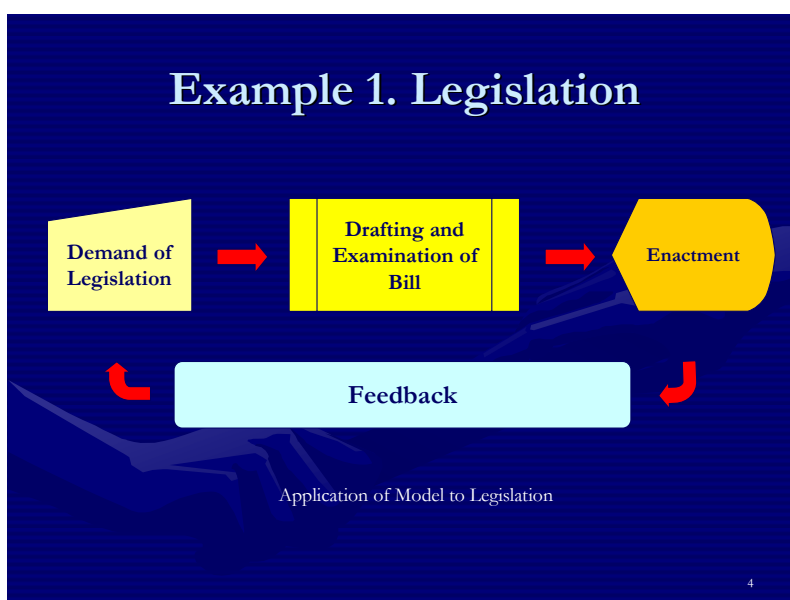 Example 1. Legislation
Demand of
Legislation
Drafting and
Examination of
Bill
Enactment
Feedback
Application of Model to Legislation
4